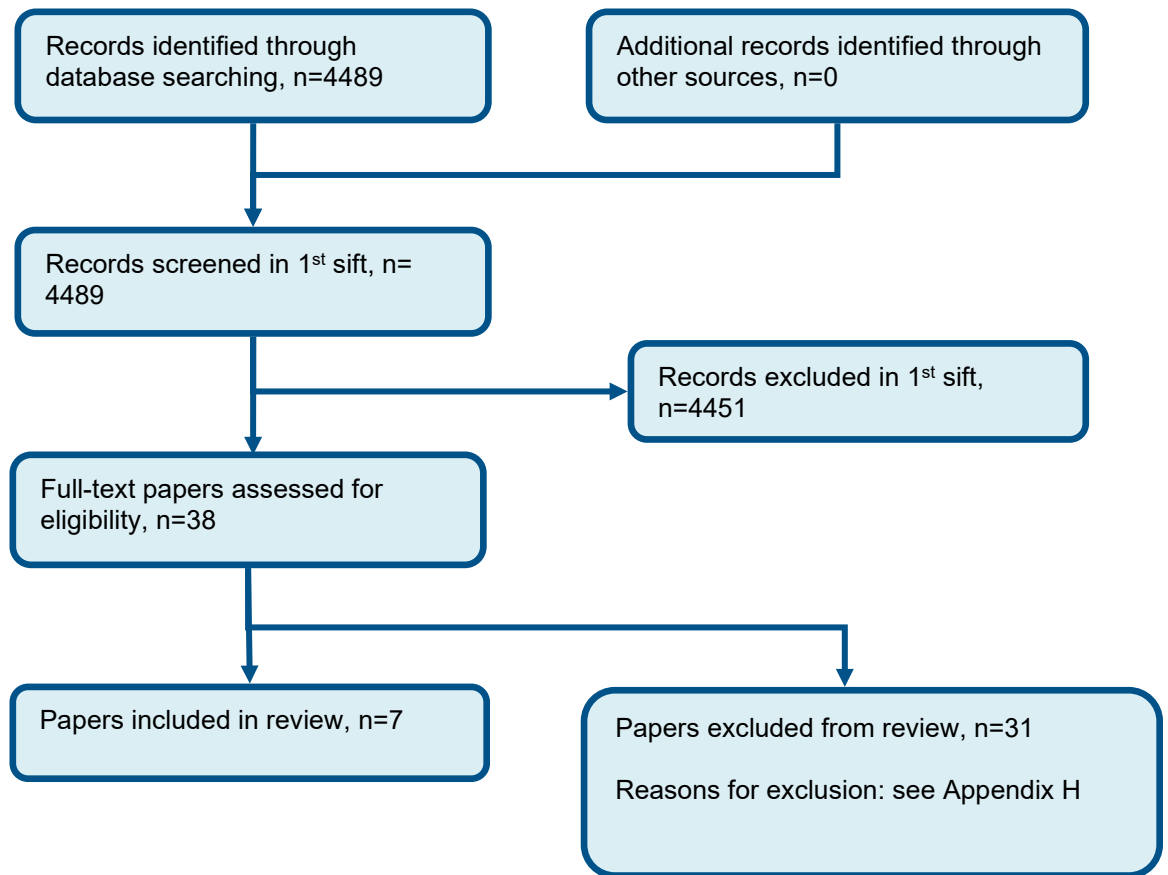 Records identified through
database searching, n=4489
Additional records identified through
other sources, n=0
Records screened in 1st sift, n=
4489
Records excluded in 1st sift,
n=4451
Full-text papers assessed for
eligibility, n=38
Papers included in review, n=7
Papers excluded from review, n=31
Reasons for exclusion: see Appendix H